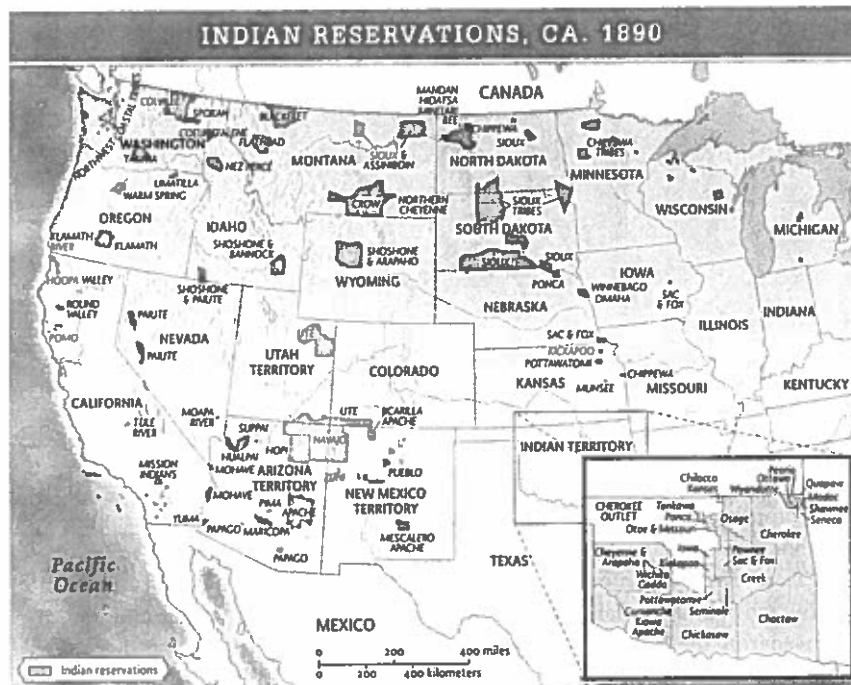 INDIAN RESERVATIONS, CA. 1890
CANADA
MANDAN
HIDATSA
COLVILLE
SPOKAN
BLACKFEET
CHIPPEWA
NORTHWEST COASTAL TRIBES
WASHINGTON
YAKIMA
FLATHEAD
SIOUX &
ASSINIBOIN
SIOUX
CHIPPEWA
TRIBES
NEZ PERCE
MONTANA
NORTH DAKOTA
MINNESOTA
UMATILLA
WARM SPRING
CROW
NORTHERN
CHEYENNE
SIOUX
TRIBES
WISCONSIN
OREGON
IDAHO
SOUTH DAKOTA
MICHIGAN
KLAMATH
RIVER
KLAMATH
SHOSHONE &
BANNOCK
SHOSHONE
& ARAPAHO
SIOUX
SIOUX
WYOMING
PONCA
IOWA
HOOPA VALLEY
SHOSHONE
& PAIUTE
NEBRASKA
WINNEBAGO
OMAHA
SAC
& FOX
ROUND
VALLEY
PAIUTE
POMO
NEVADA
PAIUTE
UTE
UTAH
TERRITORY
COLORADO
SAC & FOX
KICKAPOO
POTTAWATOMI
ILLINOIS
INDIANA
KANSAS
CHIPPEWA
MUNSEE
MISSOURI
KENTUCKY
CALIFORNIA
TULE
RIVER
MOAPA
RIVER
SUPPAI
UTE
JICARILLA
APACHE
HUALPAI
HOPI
NAVAJO
INDIAN TERRITORY
MISSION
INDIANS
MOHAVE
ARIZONA
TERRITORY
ZUNI
PUEBLO
MOHAVE
PIMA
APACHE
NEW MEXICO
TERRITORY
YUMA
PAPAGO
MARICOPA
MESCALERO
APACHE
PAPAGO
TEXAS
Pacific
Ocean
MEXICO
0 200 400 miles
0 200 400 kilometers
Indian reservations
Chilocco
Kansas
Peoria
Ottawa
Wyandotte
Quapaw
Modoc
Shawnee
Seneca
CHEROKEE
OUTLET
Tonkawa
Ponca
Otoe & Missouri
Osage
Cherokee
Cheyenne &
Arapaho
Iowa
Kickapoo
Pawnee
Sac & Fox
Wichita
Caddo
Creek
Pottawatomie
Seminole
Comanche
Kiowa
Apache
Chickasaw
Choctaw